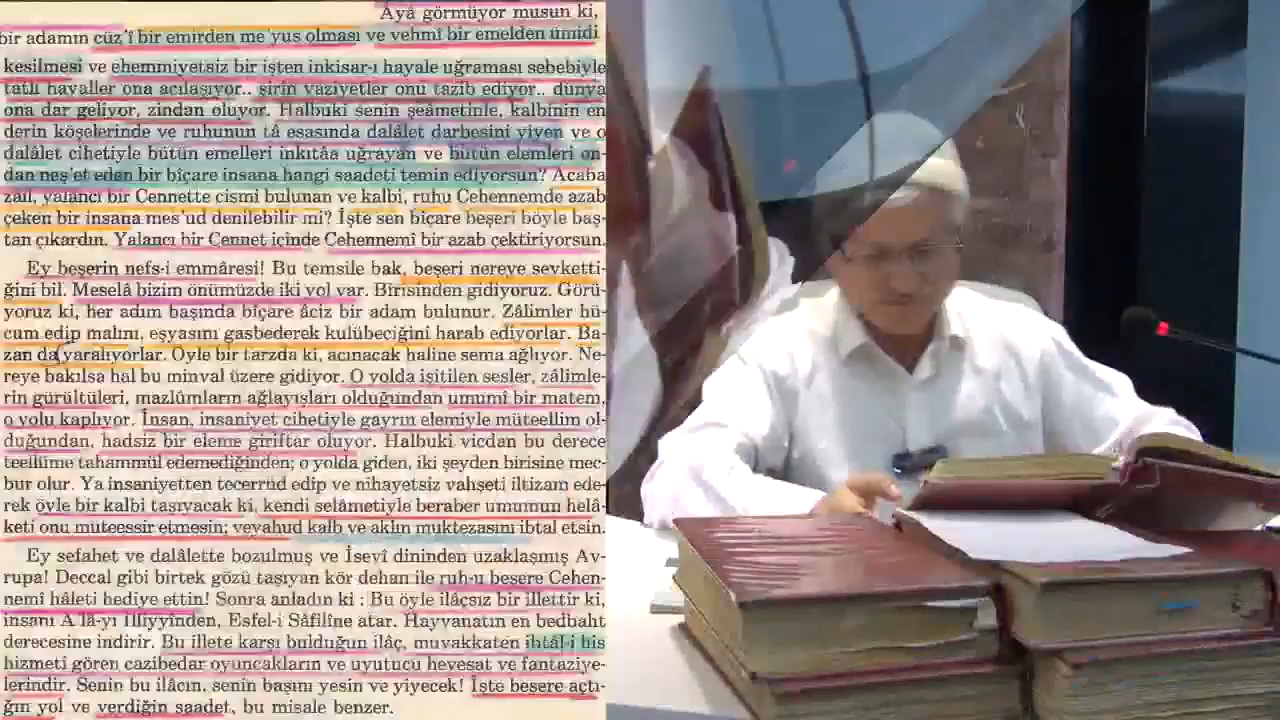 Âyâ görmüyor musun ki,
bir adamın cüz'î bir emirden me'yus olması ve vehmî bir emelden ümidi
kesilmesi ve ehemmiyetsiz bir işten inkisar-ı hayale uğraması sebebiyle
tatlı hayaller ona acılaşıyor.. şirin vaziyetler onu tazib ediyor.. dünya
ona dar geliyor, zindan oluyor. Halbuki senin şeâmetinle, kalbinin en
derin köşelerinde ve ruhunun tâ esasında dalâlet darbesini yiyen ve o
dalâlet cihetiyle bütün emelleri inkıtâa uğrayan ve bütün elemleri on-
dan neş'et eden bir bîçare insana hangi saadeti temin ediyorsun? Acaba
zâil, yalancı bir Cennette cismi bulunan ve kalbi, ruhu Cehennemde azab
çeken bir insana mes'ud denilebilir mi? İşte sen biçare beşeri böyle baş-
tan çıkardın. Yalancı bir Cennet içinde Cehennemî bir azab çektiriyorsun.
Ey beşerin nefs-i emmâresi! Bu temsile bak, beşeri nereye sevketti-
ğini bil. Meselâ bizim önümüzde iki yol var. Birisinden gidiyoruz. Görü-
yoruz ki, her adım başında bîçare âciz bir adam bulunur. Zâlimler hü-
cum edip malını, eşyasını gasbederek kulübeciğini harab ediyorlar. Ba-
zan da yaralıyorlar. Öyle bir tarzda ki, acınacak haline sema ağlıyor. Ne-
reye bakılsa hal bu minval üzere gidiyor. O yolda işitilen sesler, zâlimle-
rin gürültüleri, mazlûmların ağlayışları olduğundan umumî bir matem,
o yolu kaplıyor. İnsan, insaniyet cihetiyle gayrın elemiyle müteellim ol-
duğundan, hadsiz bir eleme giriftar oluyor. Halbuki vicdan bu derece
teellüme tahammül edemediğinden; o yolda giden, iki şeyden birisine mec-
bur olur. Ya insaniyetten tecerrüd edip ve nihayetsiz vahşeti iltizam ede-
rek öyle bir kalbi taşıyacak ki, kendi selâmetiyle beraber umumun helâ-
keti onu müteessir etmesin; veyahud kalb ve aklın muktezasını ibtal etsin.
Ey sefahet ve dalâlette bozulmuş ve İsevî dininden uzaklaşmış Av-
rupa! Deccal gibi birtek gözü taşıyan kör dehan ile ruh-u beşere Cehen-
nemî hâleti hediye ettin! Sonra anladın ki : Bu öyle ilâçsız bir illettir ki,
insanı A'lâ-yı İlliyyînden, Esfel-i Sâfilîne atar. Hayvanatın en bedbaht
derecesine indirir. Bu illete karşı bulduğun ilâç, muvakkaten ibtâl-i his
hizmeti gören cazibedar oyuncakların ve uyutucu hevesat ve fantaziye-
lerindir. Senin bu ilâcın, senin başını yesin ve yiyecek! İşte beşere açtı-
ğın yol ve verdiğin saadet, bu misale benzer.